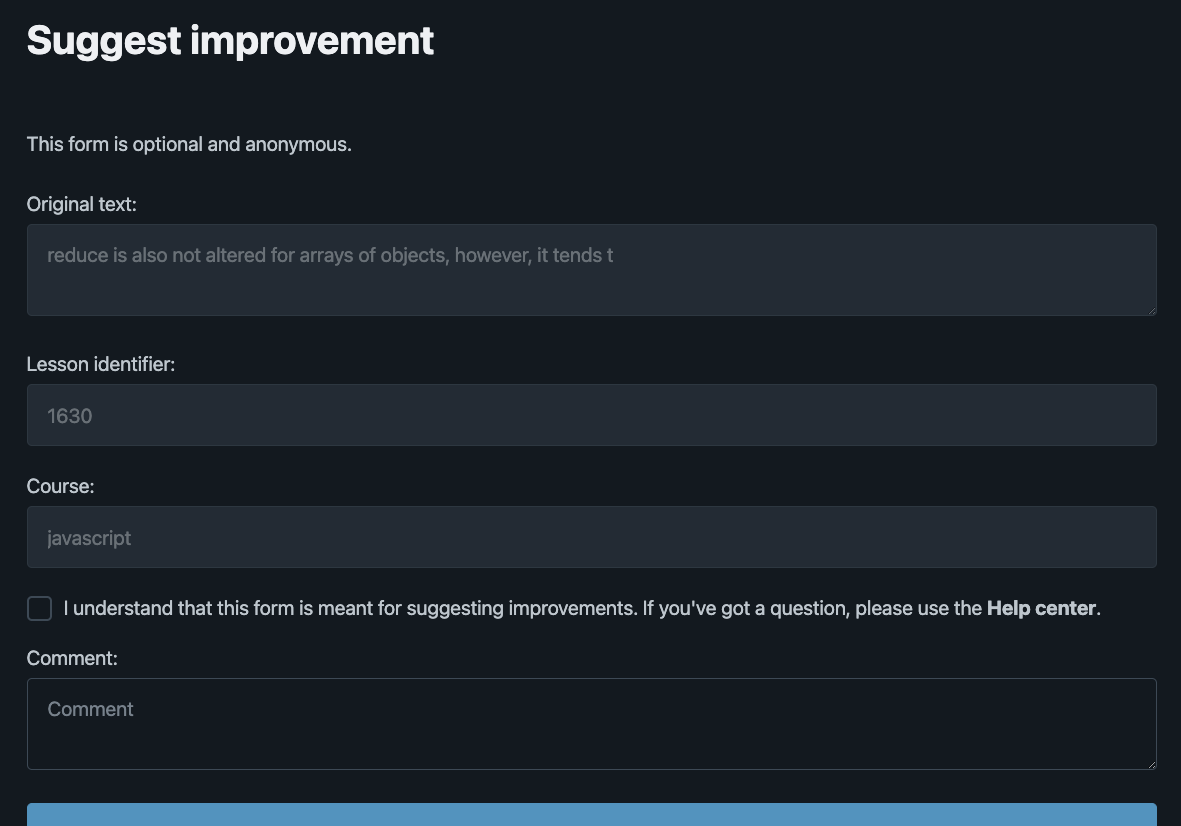 Suggest improvement
This form is optional and anonymous.
Original text:
reduce is also not altered for arrays of objects, however, it tends t
Lesson identifier:
1630
Course:
javascript
I understand that this form is meant for suggesting improvements. If you've got a question, please use the Help center.
Comment:
Comment